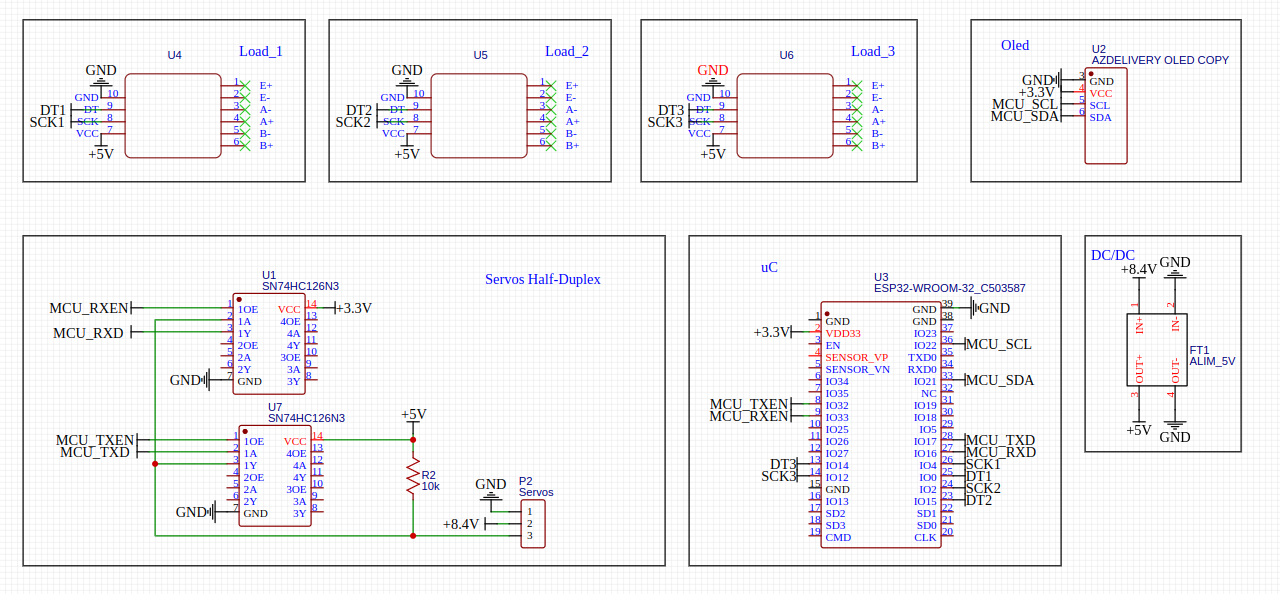 U4
Load_1
GND
GND
10
DT1
DT
9
SCK1
SCK
8
VCC
7
+5V
1
E+
2
E-
3
A-
4
A+
5
B-
6
B+
U5
Load_2
GND
GND
10
DT2
DT
9
SCK2
SCK
8
VCC
7
+5V
1
E+
2
E-
3
A-
4
A+
5
B-
6
B+
U6
Load_3
GND
GND
10
DT3
DT
9
SCK3
SCK
8
VCC
7
+5V
1
E+
2
E-
3
A-
4
A+
5
B-
6
B+
Oled
U2
AZDELIVERY OLED COPY
GND
3
GND
+3.3V
4
VCC
MCU_SCL
5
SCL
MCU_SDA
6
SDA
Servos Half-Duplex
U1
SN74HC126N3
MCU_RXEN
1
1OE
VCC
14
+3.3V
2
1A
4OE
13
MCU_RXD
3
1Y
4A
12
4
2OE
4Y
11
5
2A
3OE
10
6
2Y
3A
9
GND
7
GND
3Y
8
U7
SN74HC126N3
MCU_TXEN
1
1OE
VCC
14
MCU_TXD
2
1A
4OE
13
3
1Y
4A
12
4
2OE
4Y
11
5
2A
3OE
10
6
2Y
3A
9
GND
7
GND
3Y
8
+5V
R2
10k
GND
P2
Servos
1
+8.4V
2
3
uC
U3
ESP32-WROOM-32_C503587
1
GND
GND
39
GND
+3.3V
2
VDD33
GND
38
3
EN
IO23
37
4
SENSOR_VP
IO22
36
MCU_SCL
5
SENSOR_VN
TXD0
35
6
IO34
RXD0
34
7
IO35
IO21
33
MCU_SDA
MCU_TXEN
8
IO32
NC
32
MCU_RXEN
9
IO33
IO19
31
10
IO25
IO18
30
11
IO26
IO5
29
12
IO27
IO17
28
MCU_TXD
DT3
13
IO14
IO16
27
MCU_RXD
SCK3
14
IO12
IO4
26
SCK1
15
GND
IO0
25
DT1
16
IO13
IO2
24
SCK2
17
SD2
IO15
23
DT2
18
SD3
SD1
22
19
CMD
SD0
21
CLK
20
DC/DC
+8.4V
GND
1
2
IN+
IN-
FT1
ALIM_5V
OUT+
OUT-
3
4
+5V
GND